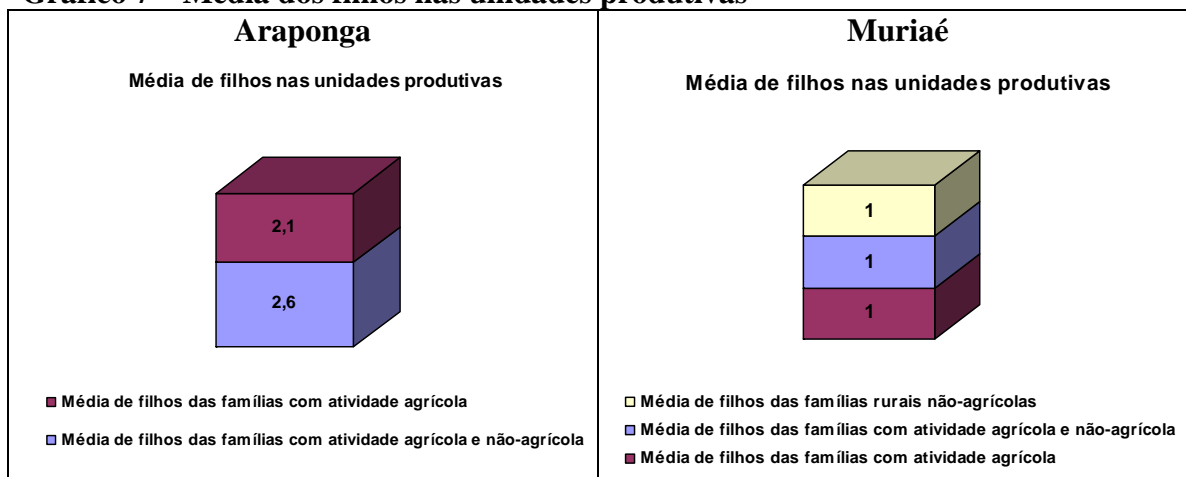 Gráfico 7 – Média dos filhos nas unidades produtivas
Araponga
Média de filhos nas unidades produtivas
2,1
2,6
Média de filhos das famílias com atividade agrícola
Média de filhos das famílias com atividade agrícola e não-agrícola
Muriaé
Média de filhos nas unidades produtivas
1
1
1
Média de filhos das famílias rurais não-agrícolas
Média de filhos das famílias com atividade agrícola e não-agrícola
Média de filhos das famílias com atividade agrícola